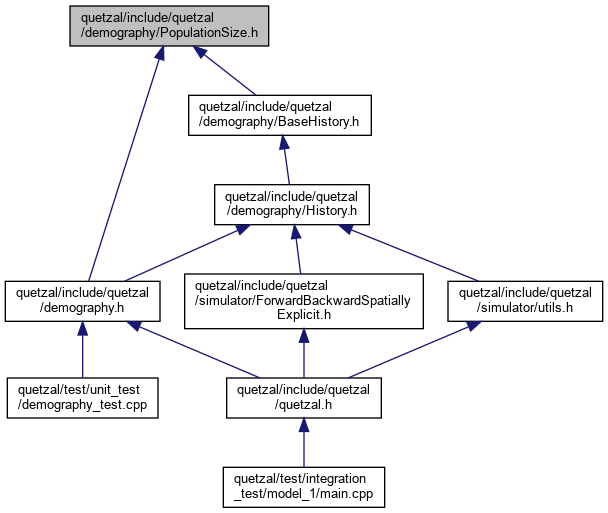 quetzal/include/quetzal
/demography/PopulationSize.h
quetzal/include/quetzal
/demography/BaseHistory.h
quetzal/include/quetzal
/demography/History.h
quetzal/include/quetzal
/demography.h
quetzal/include/quetzal
/simulator/ForwardBackwardSpatially
Explicit.h
quetzal/include/quetzal
/simulator/utils.h
quetzal/test/unit_test
/demography_test.cpp
quetzal/include/quetzal
/quetzal.h
quetzal/test/integration
_test/model_1/main.cpp